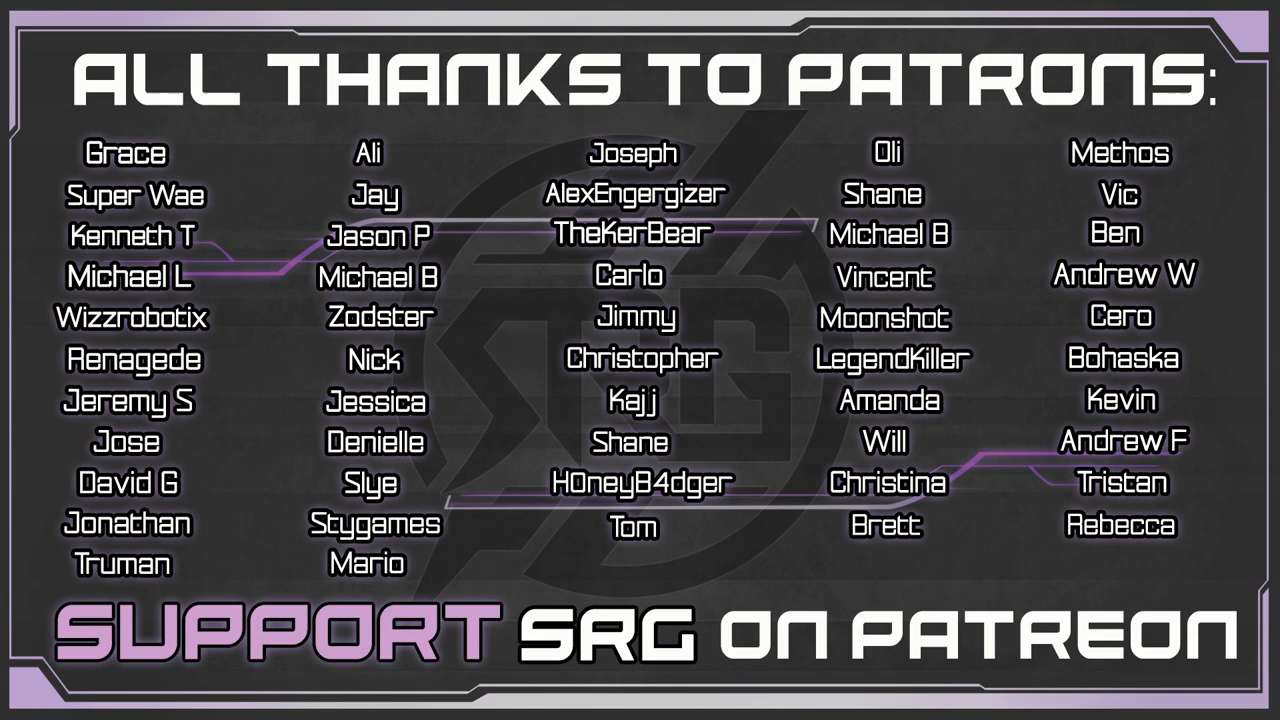 ALL THANKS TO PATRONS:
Grace
Super Wae
Kenneth T
Michael L
Wizzrobotix
Renagede
Jeremy S
Jose
David G
Jonathan
Truman
Ali
Jay
Jason P
Michael B
Zodster
Nick
Jessica
Denielle
Slye
Stygames
Mario
Joseph
AlexEngergizer
TheKerBear
Carlo
Jimmy
Christopher
Kajj
Shane
H0neyB4dger
Tom
Oli
Shane
Michael B
Vincent
Moonshot
LegendKiller
Amanda
Will
Christina
Brett
Methos
Vic
Ben
Andrew W
Cero
Bohaska
Kevin
Andrew F
Tristan
Rebecca
SUPPORT SRG ON PATREON